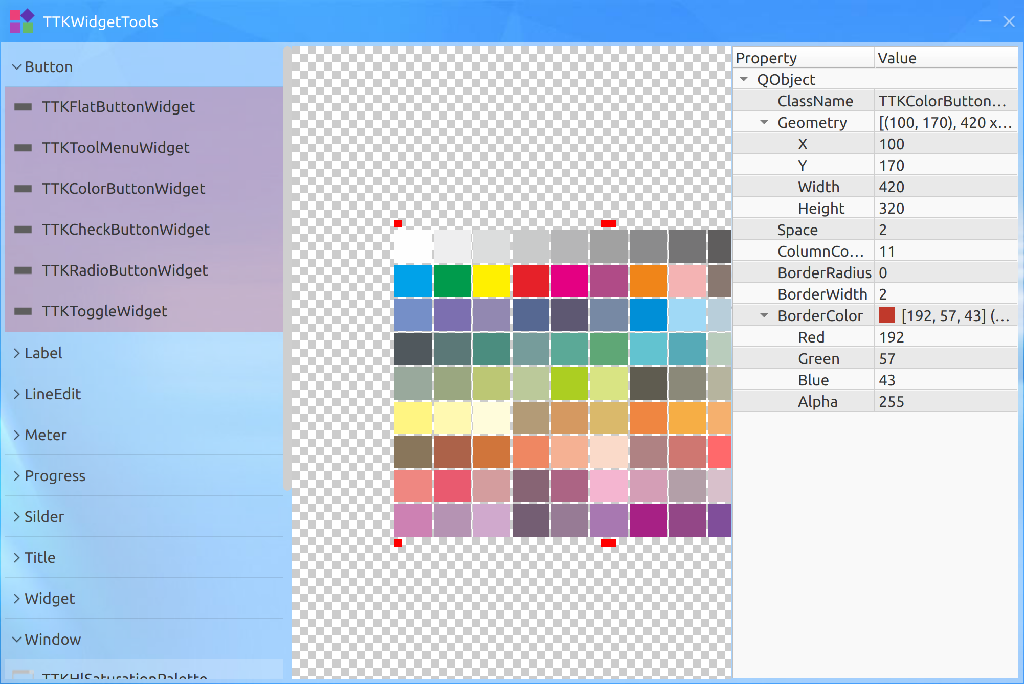 TTKWidgetTools
Button
TTKFlatButtonWidget
TTKToolMenuWidget
TTKColorButtonWidget
TTKCheckButtonWidget
TTKRadioButtonWidget
TTKToggleWidget
Label
LineEdit
Meter
Progress
Silder
Title
Widget
Window
TTKHlSaturationPalette
Property Value
QObject
ClassName TTKColorButton...
Geometry [(100, 170), 420 x...
X 100
Y 170
Width 420
Height 320
Space 2
ColumnCo... 11
BorderRadius 0
BorderWidth 2
BorderColor [192, 57, 43] (...
Red 192
Green 57
Blue 43
Alpha 255